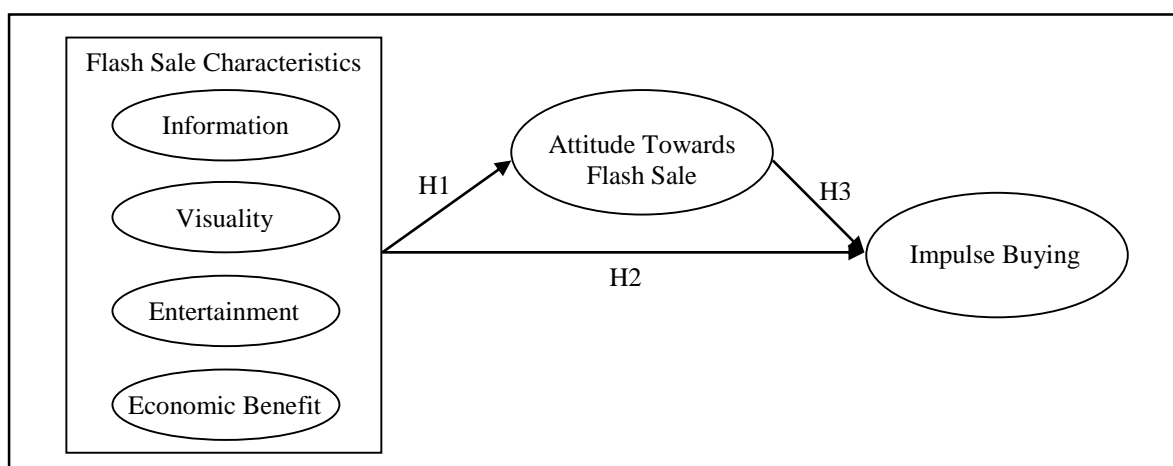 Flash Sale Characteristics
Information
Visuality
Entertainment
Economic Benefit
H1
Attitude Towards
Flash Sale
H3
H2
Impulse Buying